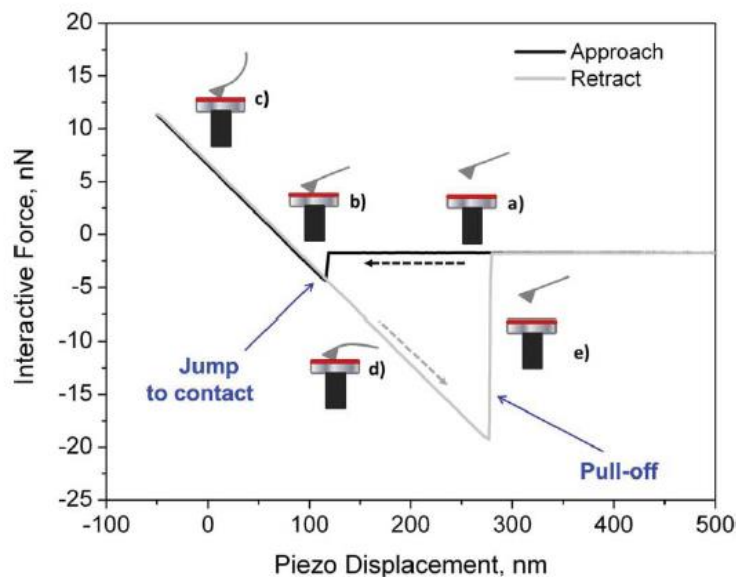 20
15
10
5
0
-5
-10
-15
-20
-25
-100
0
100
200
300
400
500
Interactive Force, nN
Piezo Displacement, nm
Approach
Retract
c)
b)
a)
d)
e)
Jump
to contact
Pull-off